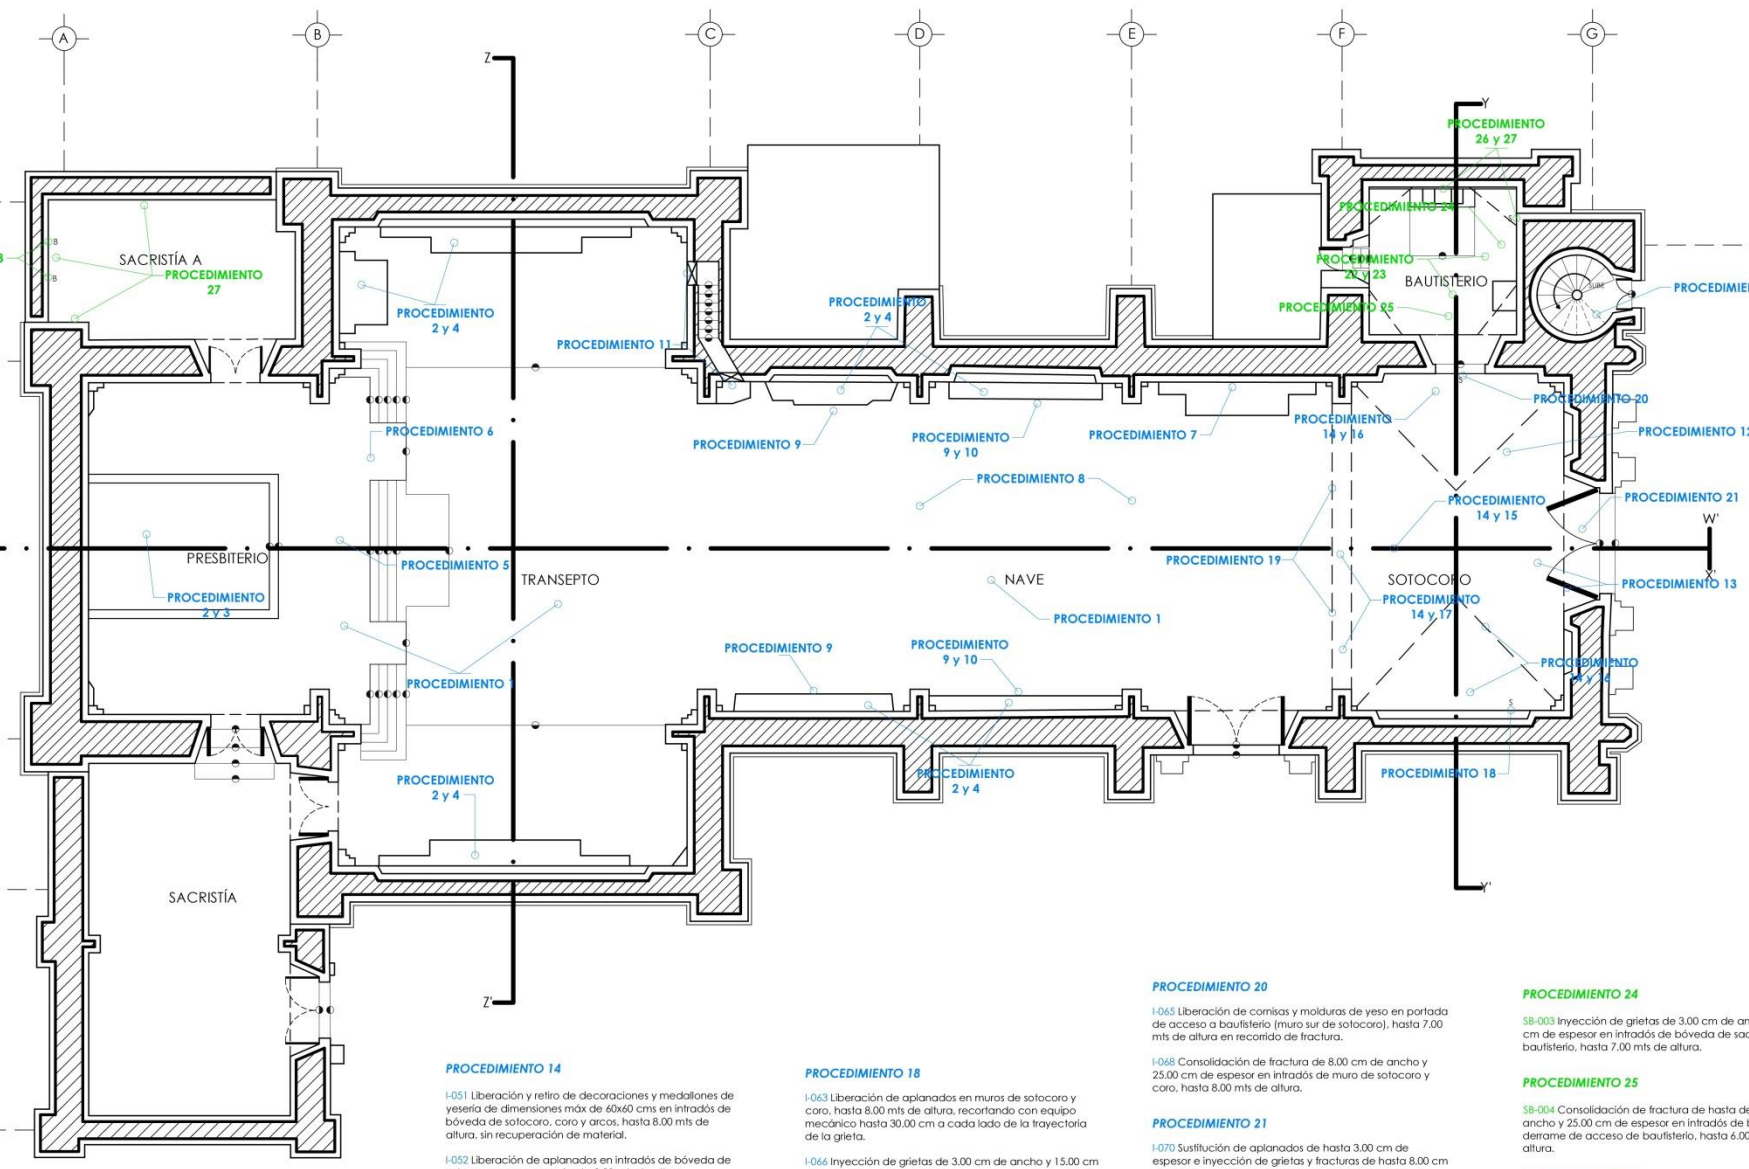 A
B
C
D
E
F
G
Z
Y
PROCEDIMIENTO
26 y 27
PROCEDIMIENTO 24
S
B
SACRISTÍA A
PROCEDIMIENTO
27
B
PROCEDIMIENTO
22 y 23
BAUTISTERIO
SUBE
PROCEDIMIENTO 25
PROCEDIMIENTO
2 y 4
PROCEDIMIENTO
2 y 4
PROCEDIMIENTO 11
S
PROCEDIMIENTO 20
PROCEDIMIENTO 6
PROCEDIMIENTO 9
PROCEDIMIENTO
9 y 10
PROCEDIMIENTO 7
PROCEDIMIENTO
14 y 16
PROCEDIMIENTO 12
PROCEDIMIENTO 8
PROCEDIMIENTO
14 y 15
PROCEDIMIENTO 21
W'
PRESBITERIO
PROCEDIMIENTO 5
TRANSEPTO
PROCEDIMIENTO 19
NAVE
SOTOCORO
X'
PROCEDIMIENTO 13
PROCEDIMIENTO
2 y 3
PROCEDIMIENTO
14 y 17
PROCEDIMIENTO 1
PROCEDIMIENTO 9
PROCEDIMIENTO
9 y 10
PROCEDIMIENTO
14 y 16
PROCEDIMIENTO 1
S
PROCEDIMIENTO
2 y 4
PROCEDIMIENTO
2 y 4
PROCEDIMIENTO 18
SACRISTÍA
Y'
Z'
PROCEDIMIENTO 14
I-051 Liberación y retiro de decoraciones y medallones de
yesería de dimensiones máx de 60x60 cms en intradós de
bóveda de sotocoro, coro y arcos, hasta 8.00 mts de
altura, sin recuperación de material.
I-052 Liberación de aplanados en intradós de bóveda de
PROCEDIMIENTO 18
I-063 Liberación de aplanados en muros de sotocoro y
coro, hasta 8.00 mts de altura, recortando con equipo
mecánico hasta 30.00 cm a cada lado de la trayectoria
de la grieta.
I-066 Inyección de grietas de 3.00 cm de ancho y 15.00 cm
PROCEDIMIENTO 20
I-065 Liberación de cornisas y molduras de yeso en portada
de acceso a bautisterio (muro sur de sotocoro), hasta 7.00
mts de altura en recorrido de fractura.
I-068 Consolidación de fractura de 8.00 cm de ancho y
25.00 cm de espesor en intradós de muro de sotocoro y
coro, hasta 8.00 mts de altura.
PROCEDIMIENTO 21
I-070 Sustitución de aplanados de hasta 3.00 cm de
espesor e inyección de grietas y fracturas de hasta 8.00 cm
PROCEDIMIENTO 24
SB-003 Inyección de grietas de 3.00 cm de an
cm de espesor en intradós de bóveda de sac
bautisterio, hasta 7.00 mts de altura.
PROCEDIMIENTO 25
SB-004 Consolidación de fractura de hasta de
ancho y 25.00 cm de espesor en intradós de b
derrame de acceso de bautisterio, hasta 6.00
altura.